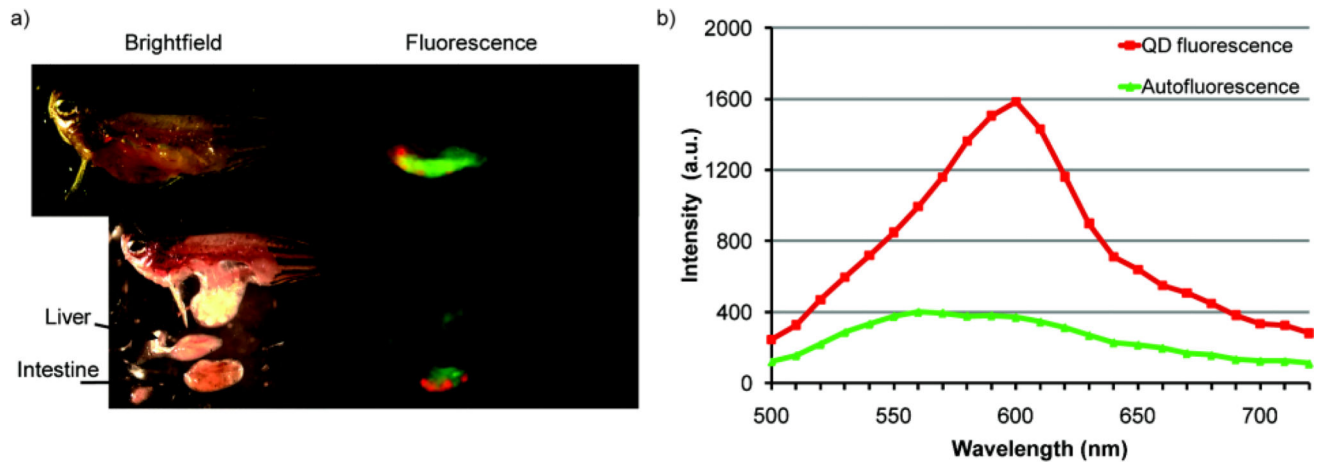 a)
Brightfield
Fluorescence
Liver
Intestine
b)
2000
1600
1200
800
400
0
Intensity (a.u.)
QD fluorescence
Autofluorescence
500
550
600
650
700
Wavelength (nm)